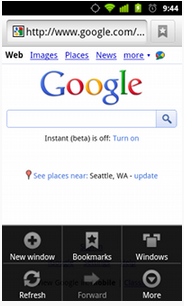 9:44
http://www.google.com/...
Web Images Places News more
Google
Instant (beta) is off: Turn on
See places near: Seattle, WA - update
New window Bookmarks Windows
Refresh Forward More